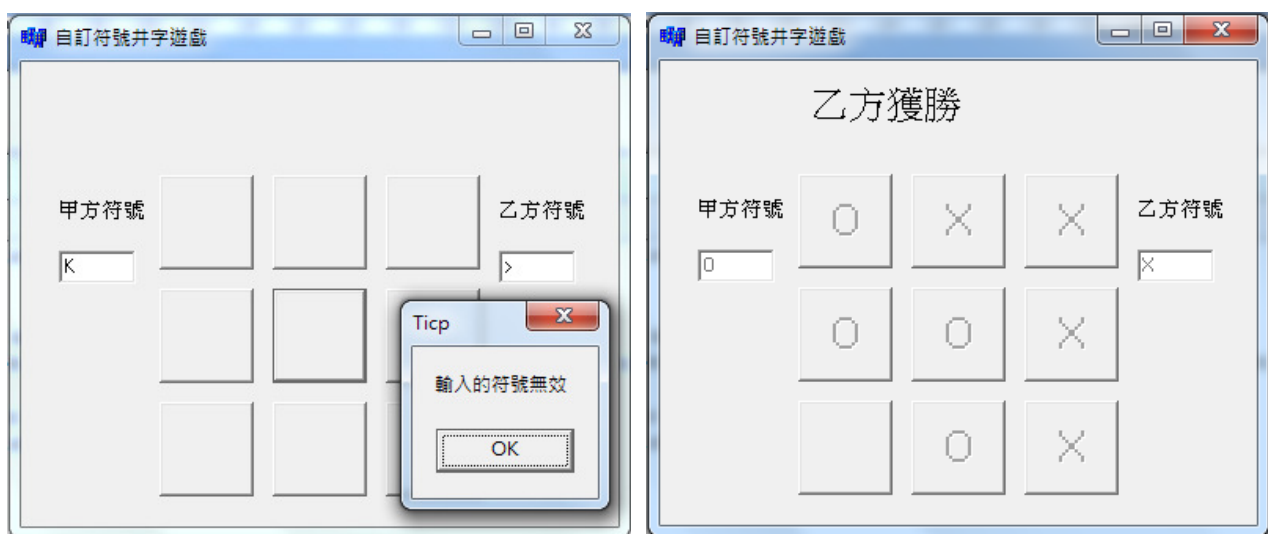 自訂符號井字遊戲
甲方符號
乙方符號
K
>
Ticp
輸入的符號無效
OK
自訂符號井字遊戲
乙方獲勝
甲方符號
O X X
乙方符號
O
X
O O X
O X